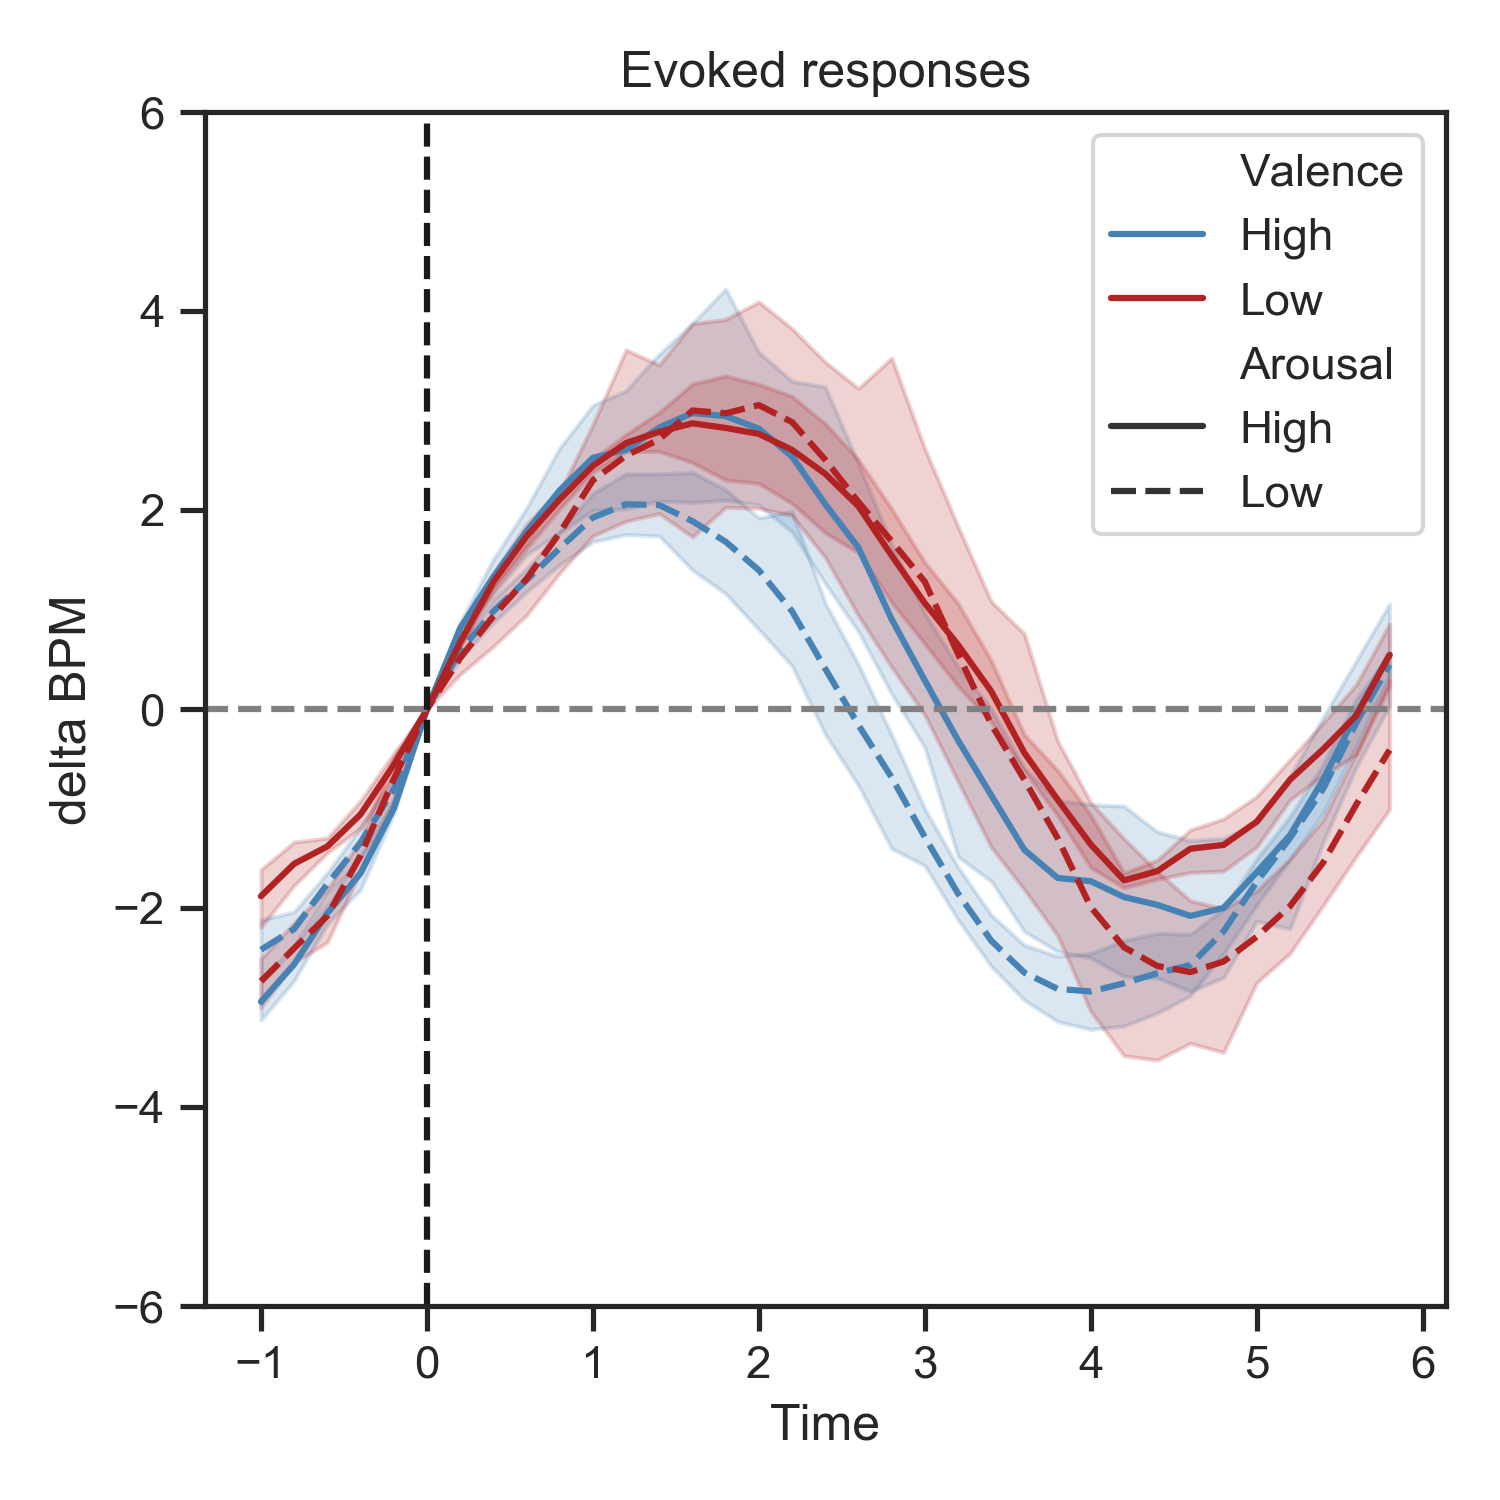 Evoked responses
Valence
High
Low
Arousal
High
Low
delta BPM
6
4
2
0
−2
−4
−6
−1 0 1 2 3 4 5 6
Time